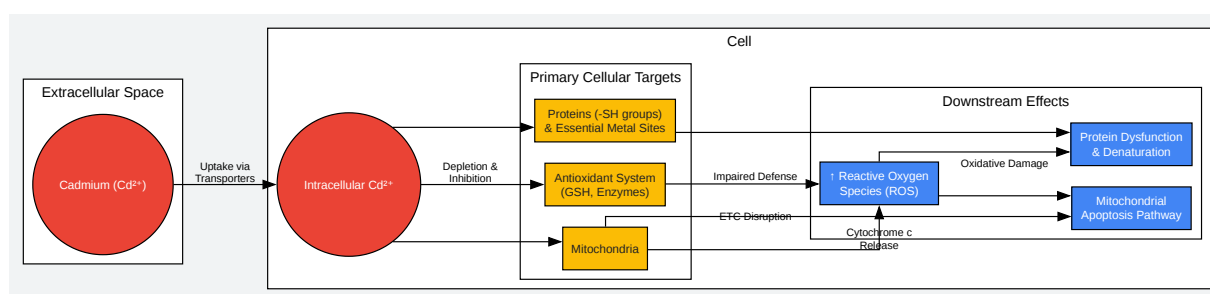 Cell
Extracellular Space
Cadmium (Cd²⁺)
Uptake via
Transporters
Intracellular Cd²⁺
Depletion &
Inhibition
Primary Cellular Targets
Proteins (-SH groups)
& Essential Metal Sites
Antioxidant System
(GSH, Enzymes)
Mitochondria
Impaired Defense
ETC Disruption
Cytochrome c
Release
Downstream Effects
↑ Reactive Oxygen
Species (ROS)
Oxidative Damage
Protein Dysfunction
& Denaturation
Mitochondrial
Apoptosis Pathway